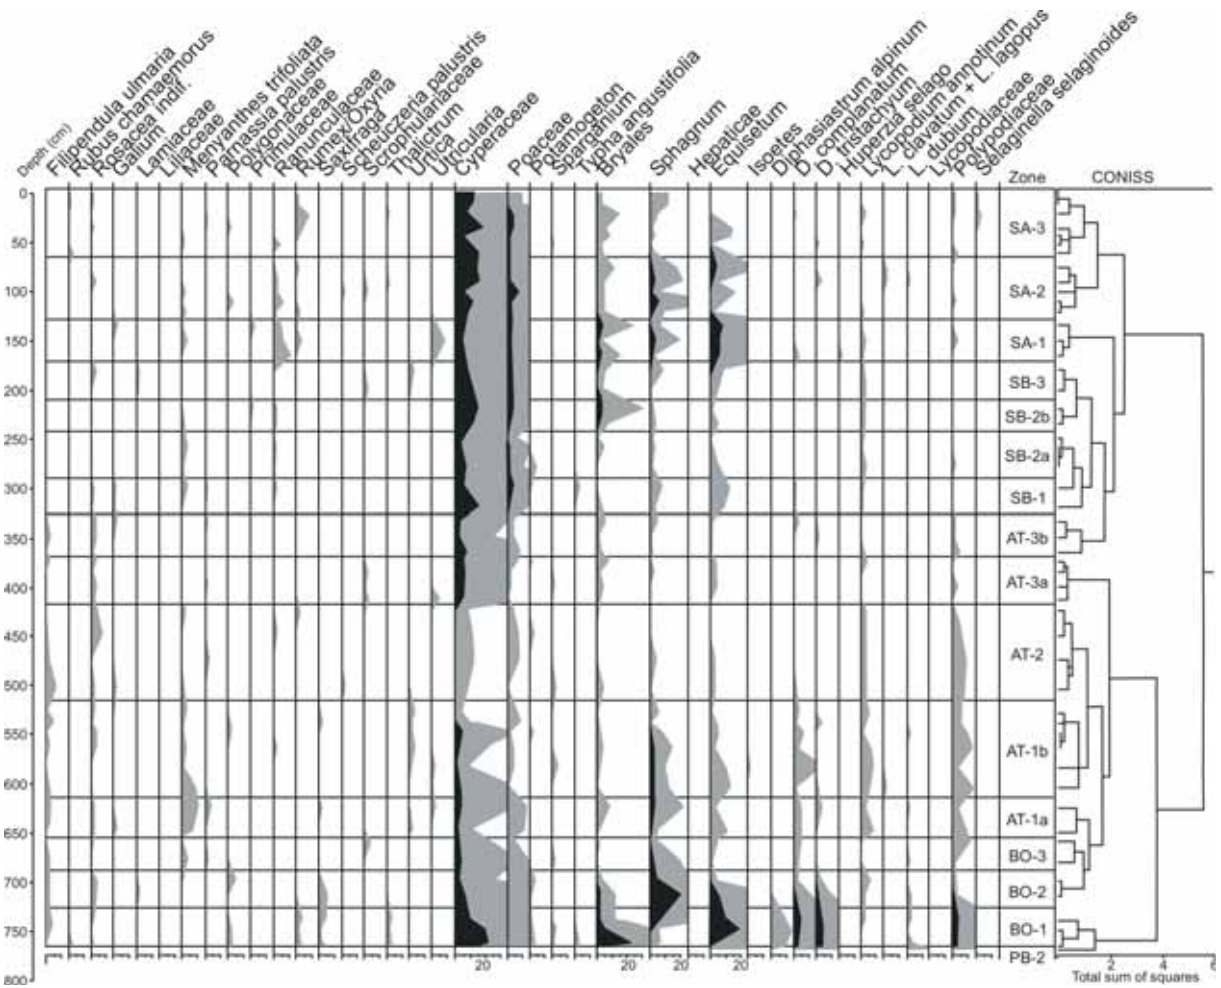 Depth (cm)
Filipendula ulmaria
Rubus chamaemorus
Rosacea indif.
Galium
Lamiaceae
Liliaceae
Menyanthes trifoliata
Parnassia palustris
Polygonaceae
Primulaceae
Ranunculaceae
Rumex/Oxyria
Saxifraga
Scheuczeria palustris
Scrophulariaceae
Thalictrum
Urtica
Utricularia
Cyperaceae
Poaceae
Potamogeton
Sparganium
Typha angustifolia
Bryales
Sphagnum
Hepaticae
Equisetum
Isoetes
Diphasiastrum alpinum
D. complanatum
D. tristachyum
Huperzia selago
Lycopodium annotinum
L. clavatum + L. lagopus
L. dubium
Lycopodiaceae
Polypodiaceae
Selaginella selaginoides
Zone
CONISS
0
50
100
150
200
250
300
350
400
450
500
550
600
650
700
750
800
SA-3
SA-2
SA-1
SB-3
SB-2b
SB-2a
SB-1
AT-3b
AT-3a
AT-2
AT-1b
AT-1a
BO-3
BO-2
BO-1
PB-2
20
20
20
20
2
4
6
Total sum of squares